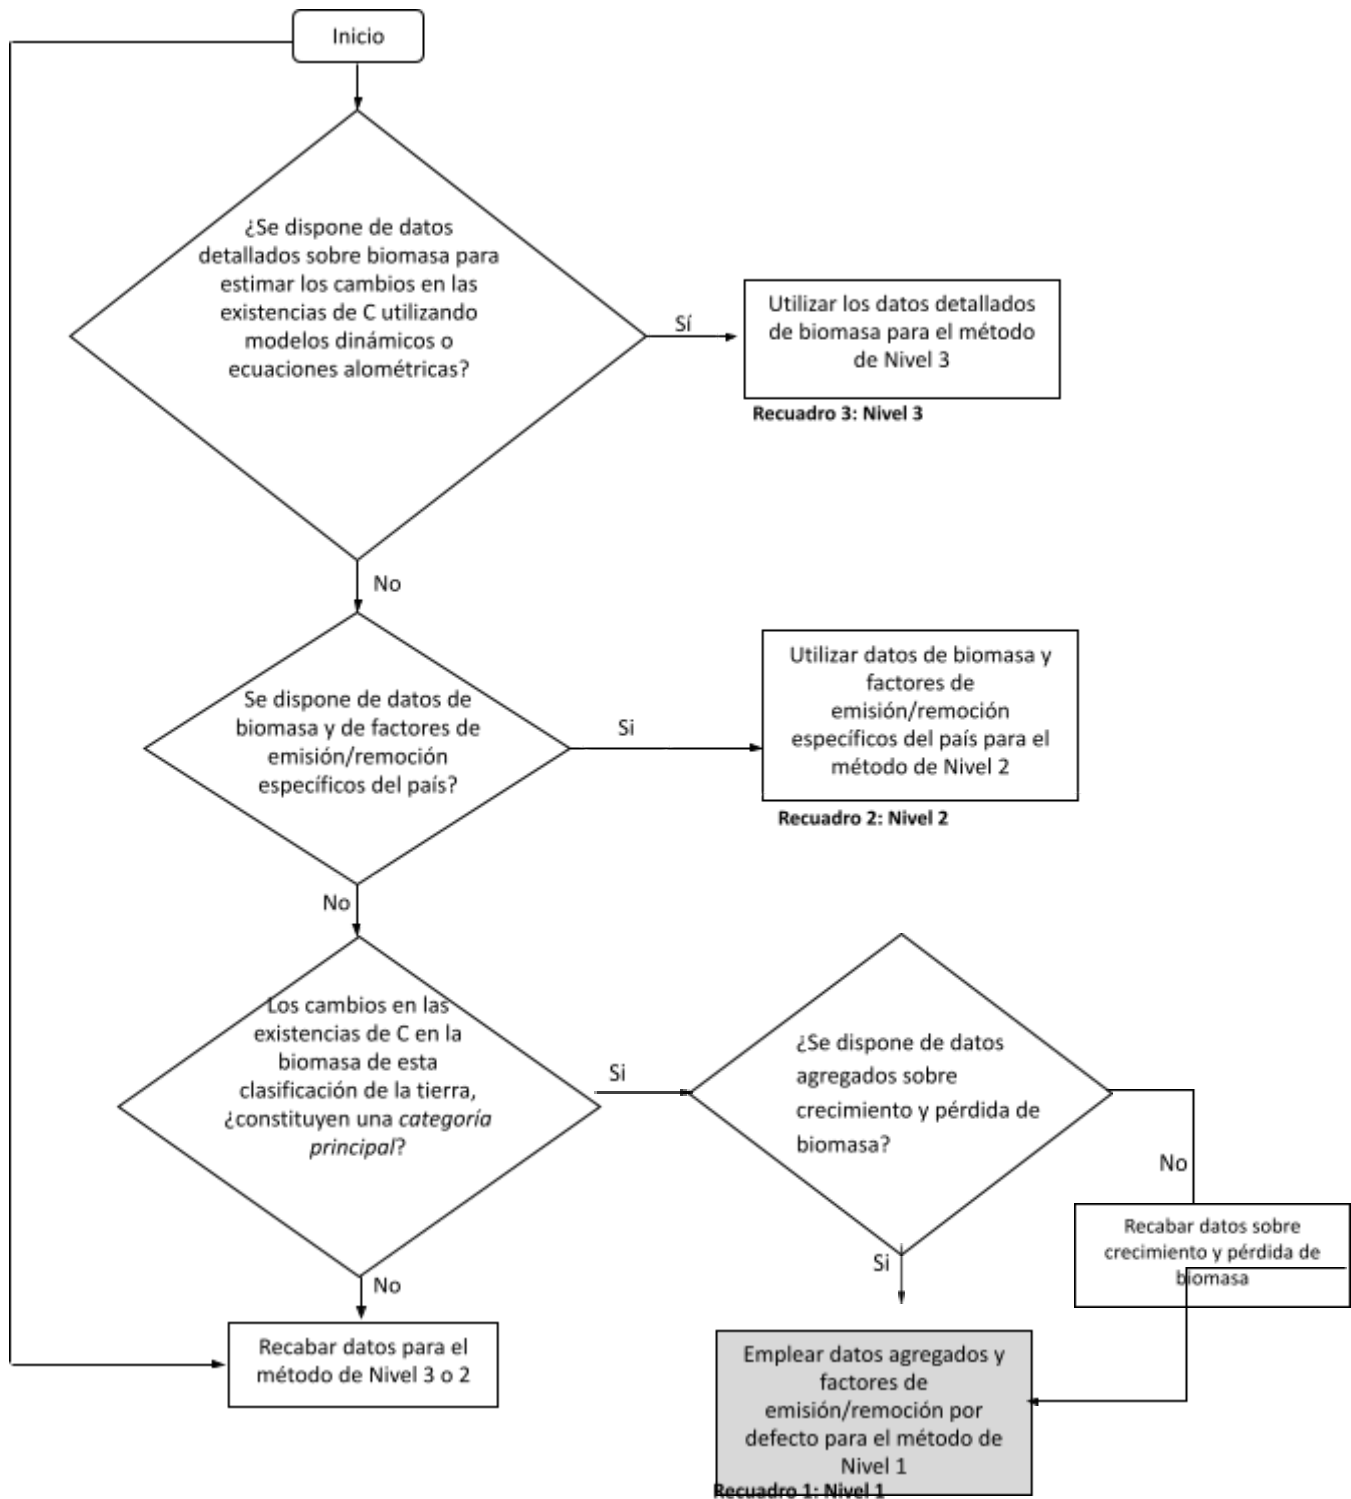 Inicio
¿Se dispone de datos
detallados sobre biomasa para
estimar los cambios en las
existencias de C utilizando
modelos dinámicos o
ecuaciones alométricas?
Sí
Utilizar los datos detallados
de biomasa para el método
de Nivel 3
Recuadro 3: Nivel 3
No
Se dispone de datos de
biomasa y de factores de
emisión/remoción
específicos del país?
Si
Utilizar datos de biomasa y
factores de
emisión/remoción
específicos del país para el
método de Nivel 2
Recuadro 2: Nivel 2
No
Los cambios en las
existencias de C en la
biomasa de esta
clasificación de la tierra,
¿constituyen una categoría
principal?
Si
¿Se dispone de datos
agregados sobre
crecimiento y pérdida de
biomasa?
No
Recabar datos sobre
crecimiento y pérdida de
biomasa
Si
No
Recabar datos para el
método de Nivel 3 o 2
Emplear datos agregados y
factores de
emisión/remoción por
defecto para el método de
Nivel 1
Recuadro 1: Nivel 1